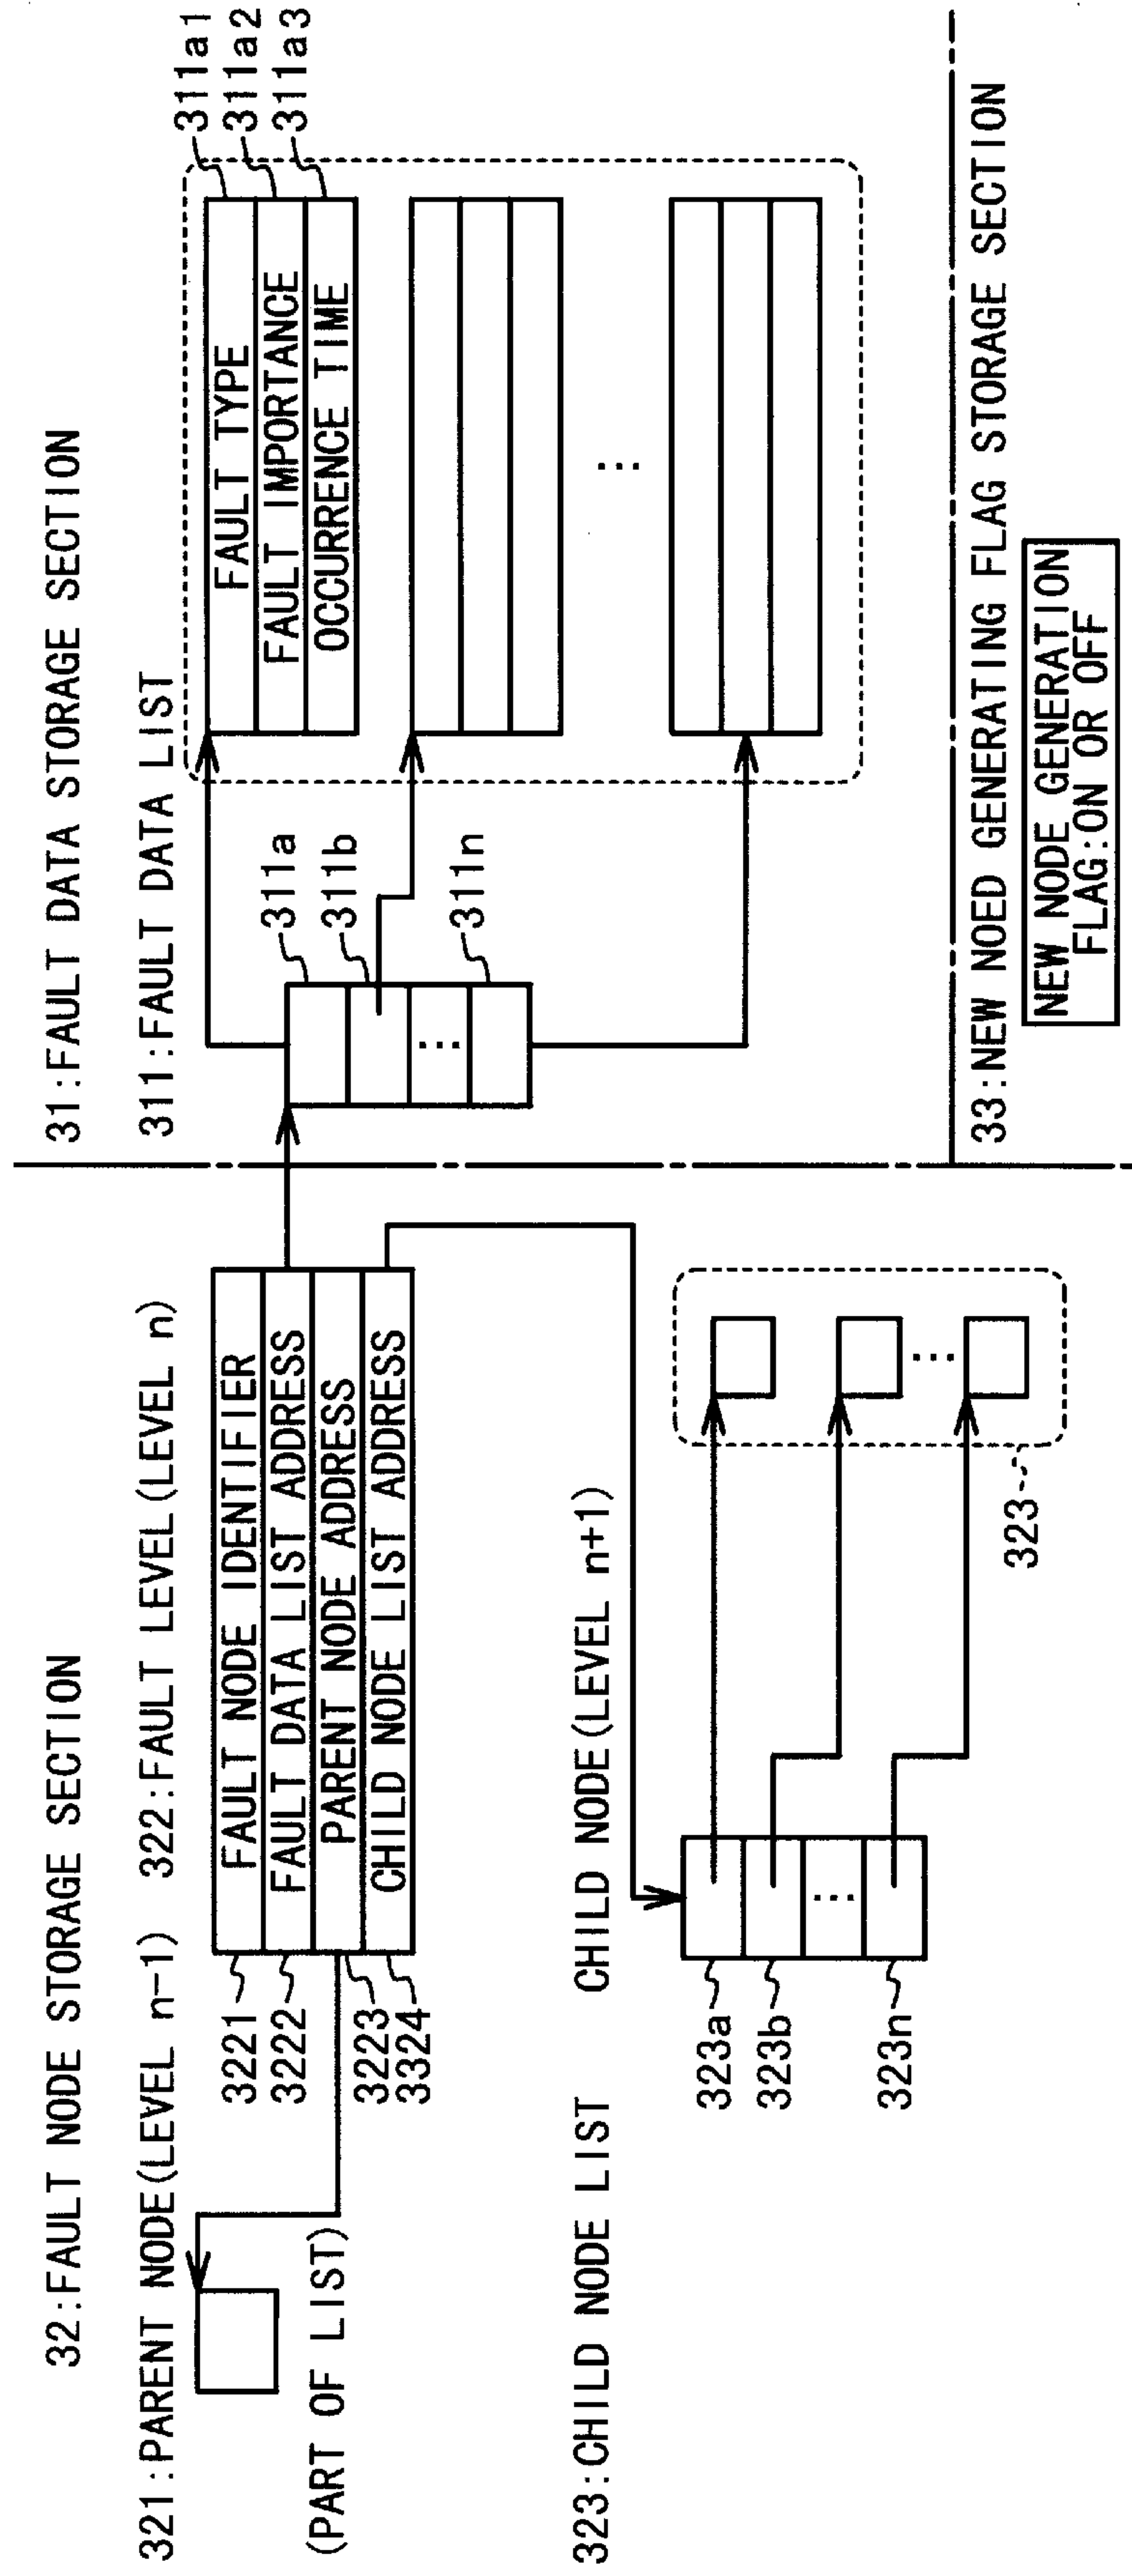 32:FAULT NODE STORAGE SECTION
321:PARENT NODE(LEVEL n-1)
322:FAULT LEVEL(LEVEL n)
(PART OF LIST)
FAULT NODE IDENTIFIER
FAULT DATA LIST ADDRESS
PARENT NODE ADDRESS
CHILD NODE LIST ADDRESS
3221
3222
3223
3324
323:CHILD NODE LIST
CHILD NODE(LEVEL n+1)
323a
323b
...
323n
...
323
31:FAULT DATA STORAGE SECTION
311:FAULT DATA LIST
311a
311b
...
311n
FAULT TYPE
FAULT IMPORTANCE
OCCURRENCE TIME
...
311a1
311a2
311a3
33:NEW NOED GENERATING FLAG STORAGE SECTION
NEW NODE GENERATION
FLAG:ON OR OFF